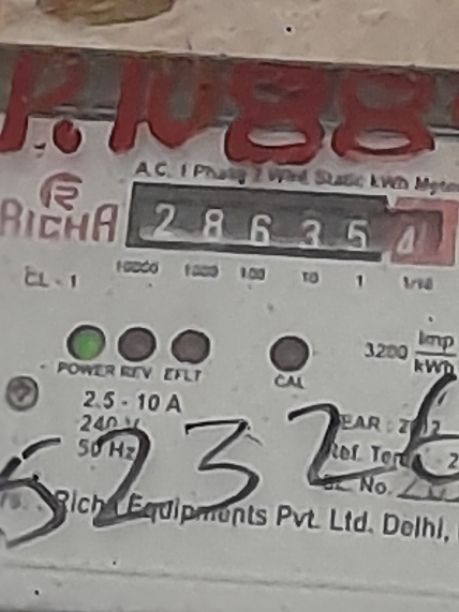 P.N088
A.C. 1 Phase 2 Wire Static kWh Meter
R
RICHA
2 8 6 3 5 4
10000 1000 100 10 1 1/10
CL - 1
3200 Imp
kWh
POWER REV EFLT CAL
2.5 - 10 A
240 V
YEAR : 2012
50 Hz
Ref. Temp
52326
No.
Richa Equipments Pvt. Ltd. Delhi,